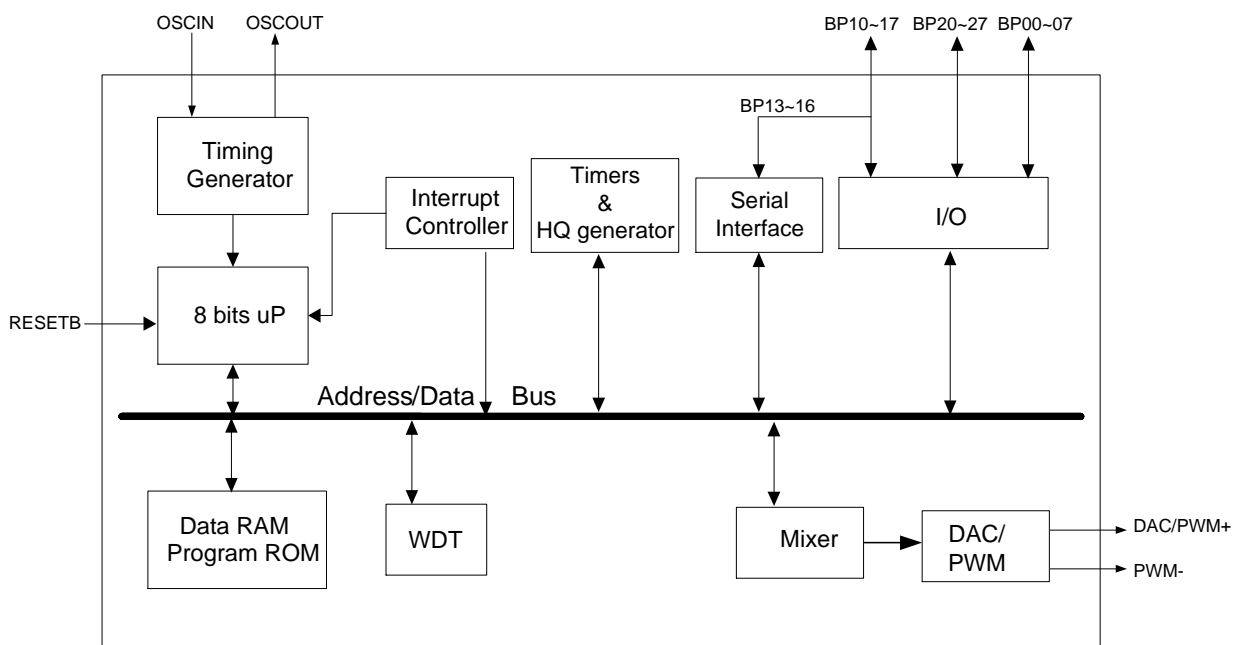 OSCIN
OSCOUT
BP10~17
BP20~27
BP00~07
BP13~16
Timing
Generator
Interrupt
Controller
Timers
&
HQ generator
Serial
Interface
I/O
RESETB
8 bits uP
Address/Data Bus
Data RAM
Program ROM
WDT
Mixer
DAC/
PWM
DAC/PWM+
PWM-